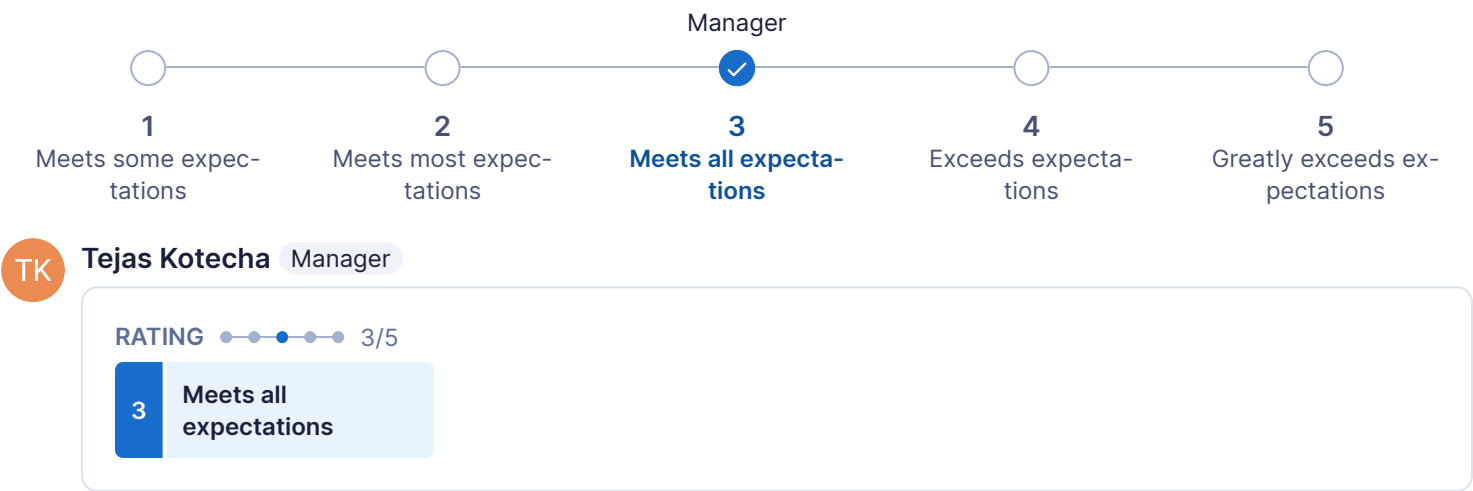 Manager
1
2
3
4
5
Meets some expec-
tations
Meets most expec-
tations
Meets all expecta-
tions
Exceeds expecta-
tions
Greatly exceeds ex-
pectations
TK
Tejas Kotecha Manager
RATING 3/5
3
Meets all
expectations